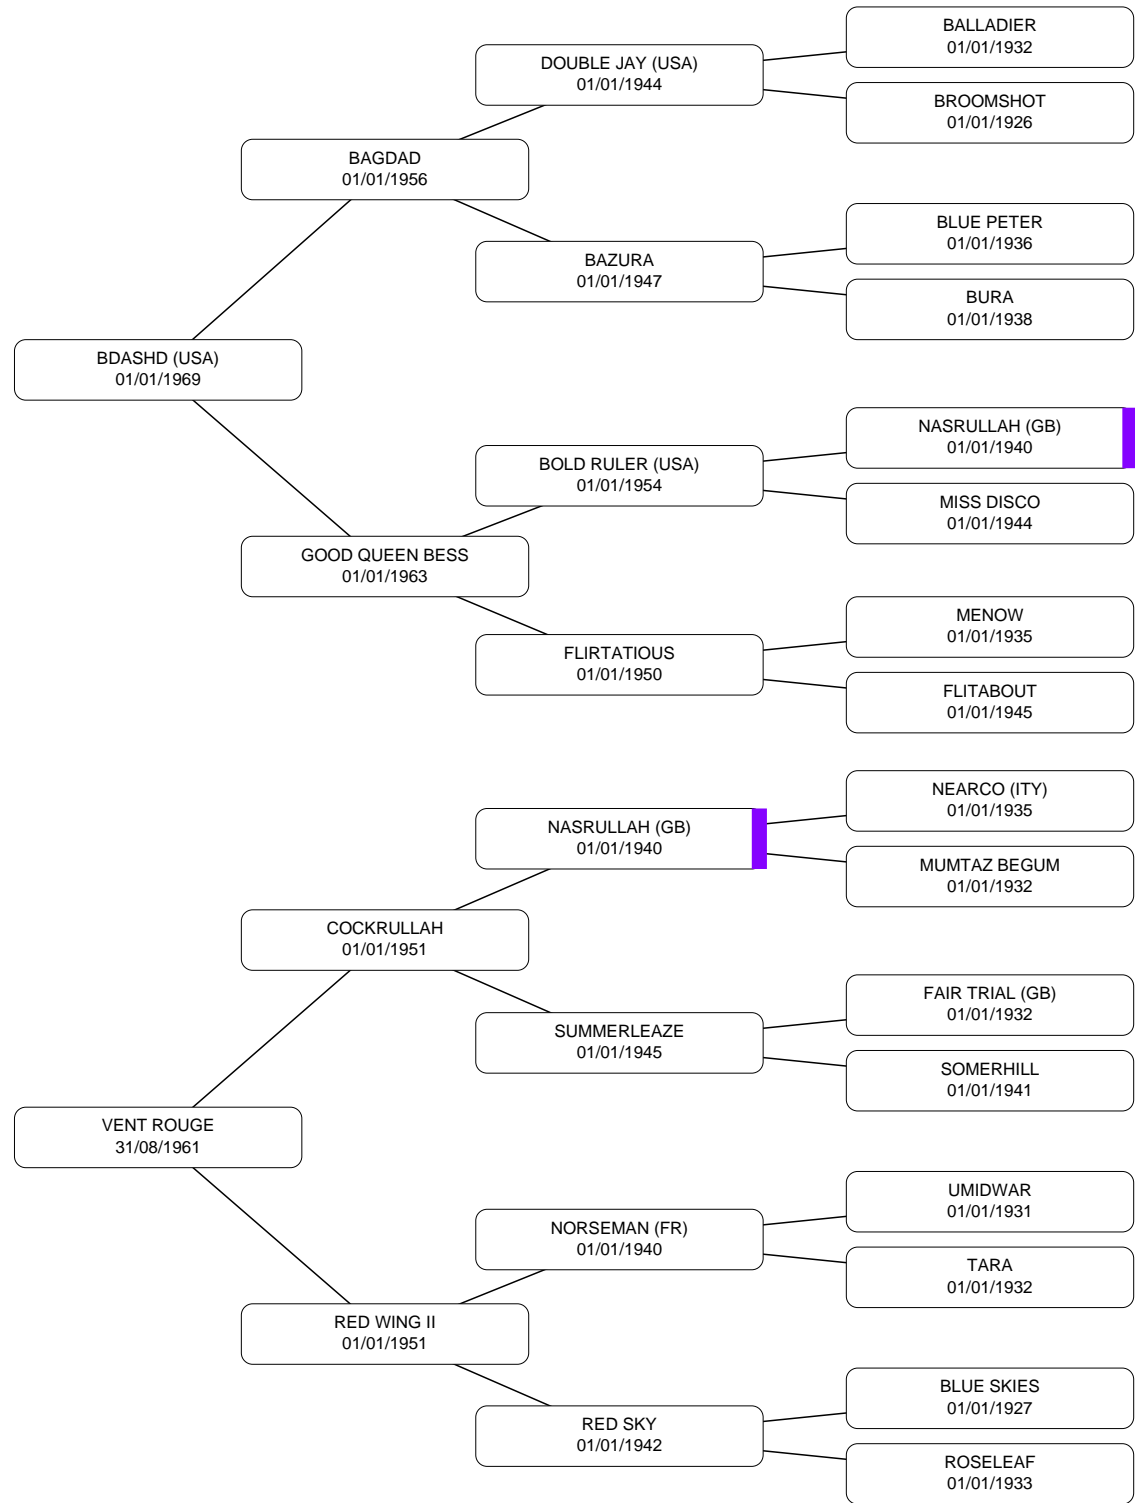 BALLADIER
01/01/1932
DOUBLE JAY (USA)
01/01/1944
BROOMSHOT
01/01/1926
BAGDAD
01/01/1956
BLUE PETER
01/01/1936
BAZURA
01/01/1947
BURA
01/01/1938
BDASHD (USA)
01/01/1969
NASRULLAH (GB)
01/01/1940
BOLD RULER (USA)
01/01/1954
MISS DISCO
01/01/1944
GOOD QUEEN BESS
01/01/1963
MENOW
01/01/1935
FLIRTATIOUS
01/01/1950
FLITABOUT
01/01/1945
NEARCO (ITY)
01/01/1935
NASRULLAH (GB)
01/01/1940
MUMTAZ BEGUM
01/01/1932
COCKRULLAH
01/01/1951
FAIR TRIAL (GB)
01/01/1932
SUMMERLEAZE
01/01/1945
SOMERHILL
01/01/1941
VENT ROUGE
31/08/1961
UMIDWAR
01/01/1931
NORSEMAN (FR)
01/01/1940
TARA
01/01/1932
RED WING II
01/01/1951
BLUE SKIES
01/01/1927
RED SKY
01/01/1942
ROSELEAF
01/01/1933